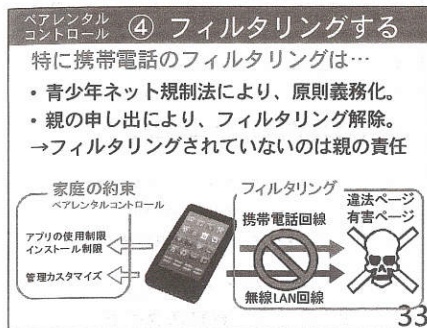 ペアレンタル
コントロール ④ フィルタリングする
特に携帯電話のフィルタリングは…
・青少年ネット規制法により、原則義務化。
・親の申し出により、フィルタリング解除。
→フィルタリングされていないのは親の責任
家庭の約束
ペアレンタルコントロール
アプリの使用制限
インストール制限
管理カスタマイズ
フィルタリング
携帯電話回線
無線LAN回線
違法ページ
有害ページ
33